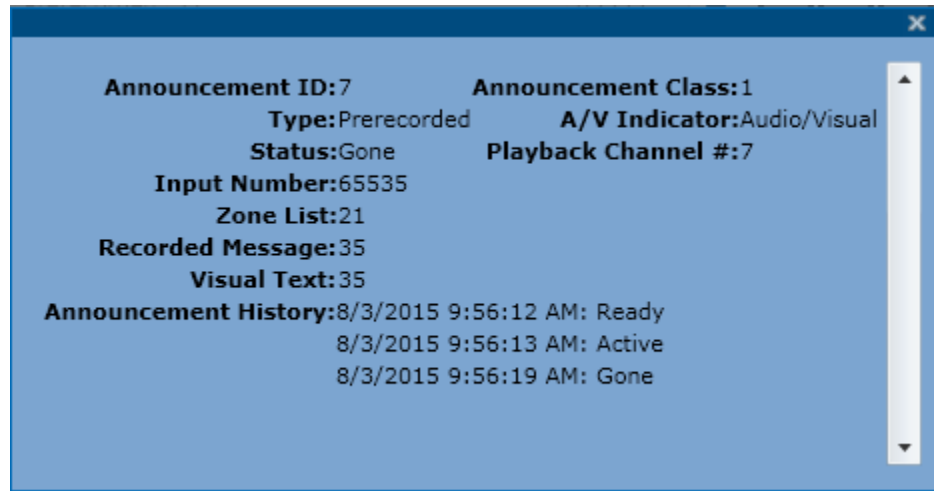 Announcement ID:7 Announcement Class:1
Type:Prerecorded A/V Indicator:Audio/Visual
Status:Gone Playback Channel #:7
Input Number:65535
Zone List:21
Recorded Message:35
Visual Text:35
Announcement History:8/3/2015 9:56:12 AM: Ready
8/3/2015 9:56:13 AM: Active
8/3/2015 9:56:19 AM: Gone